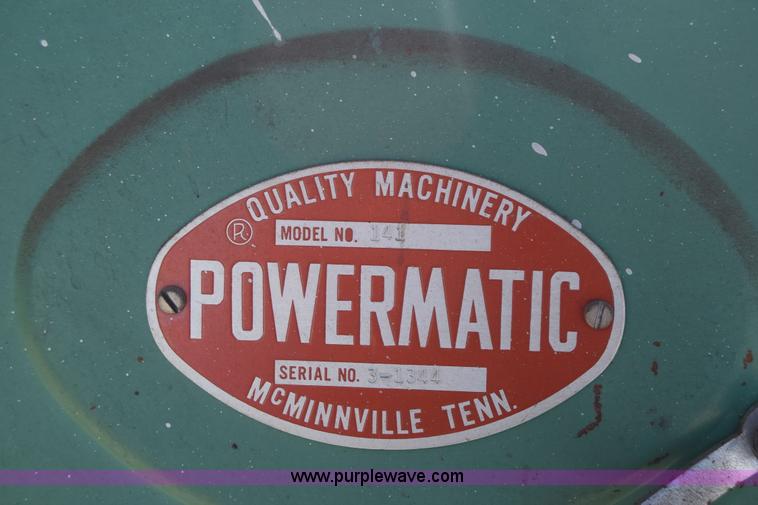 QUALITY MACHINERY
®
MODEL NO. 141
POWERMATIC
SERIAL NO. 3-1344
MCMINNVILLE TENN.
www.purplewave.com